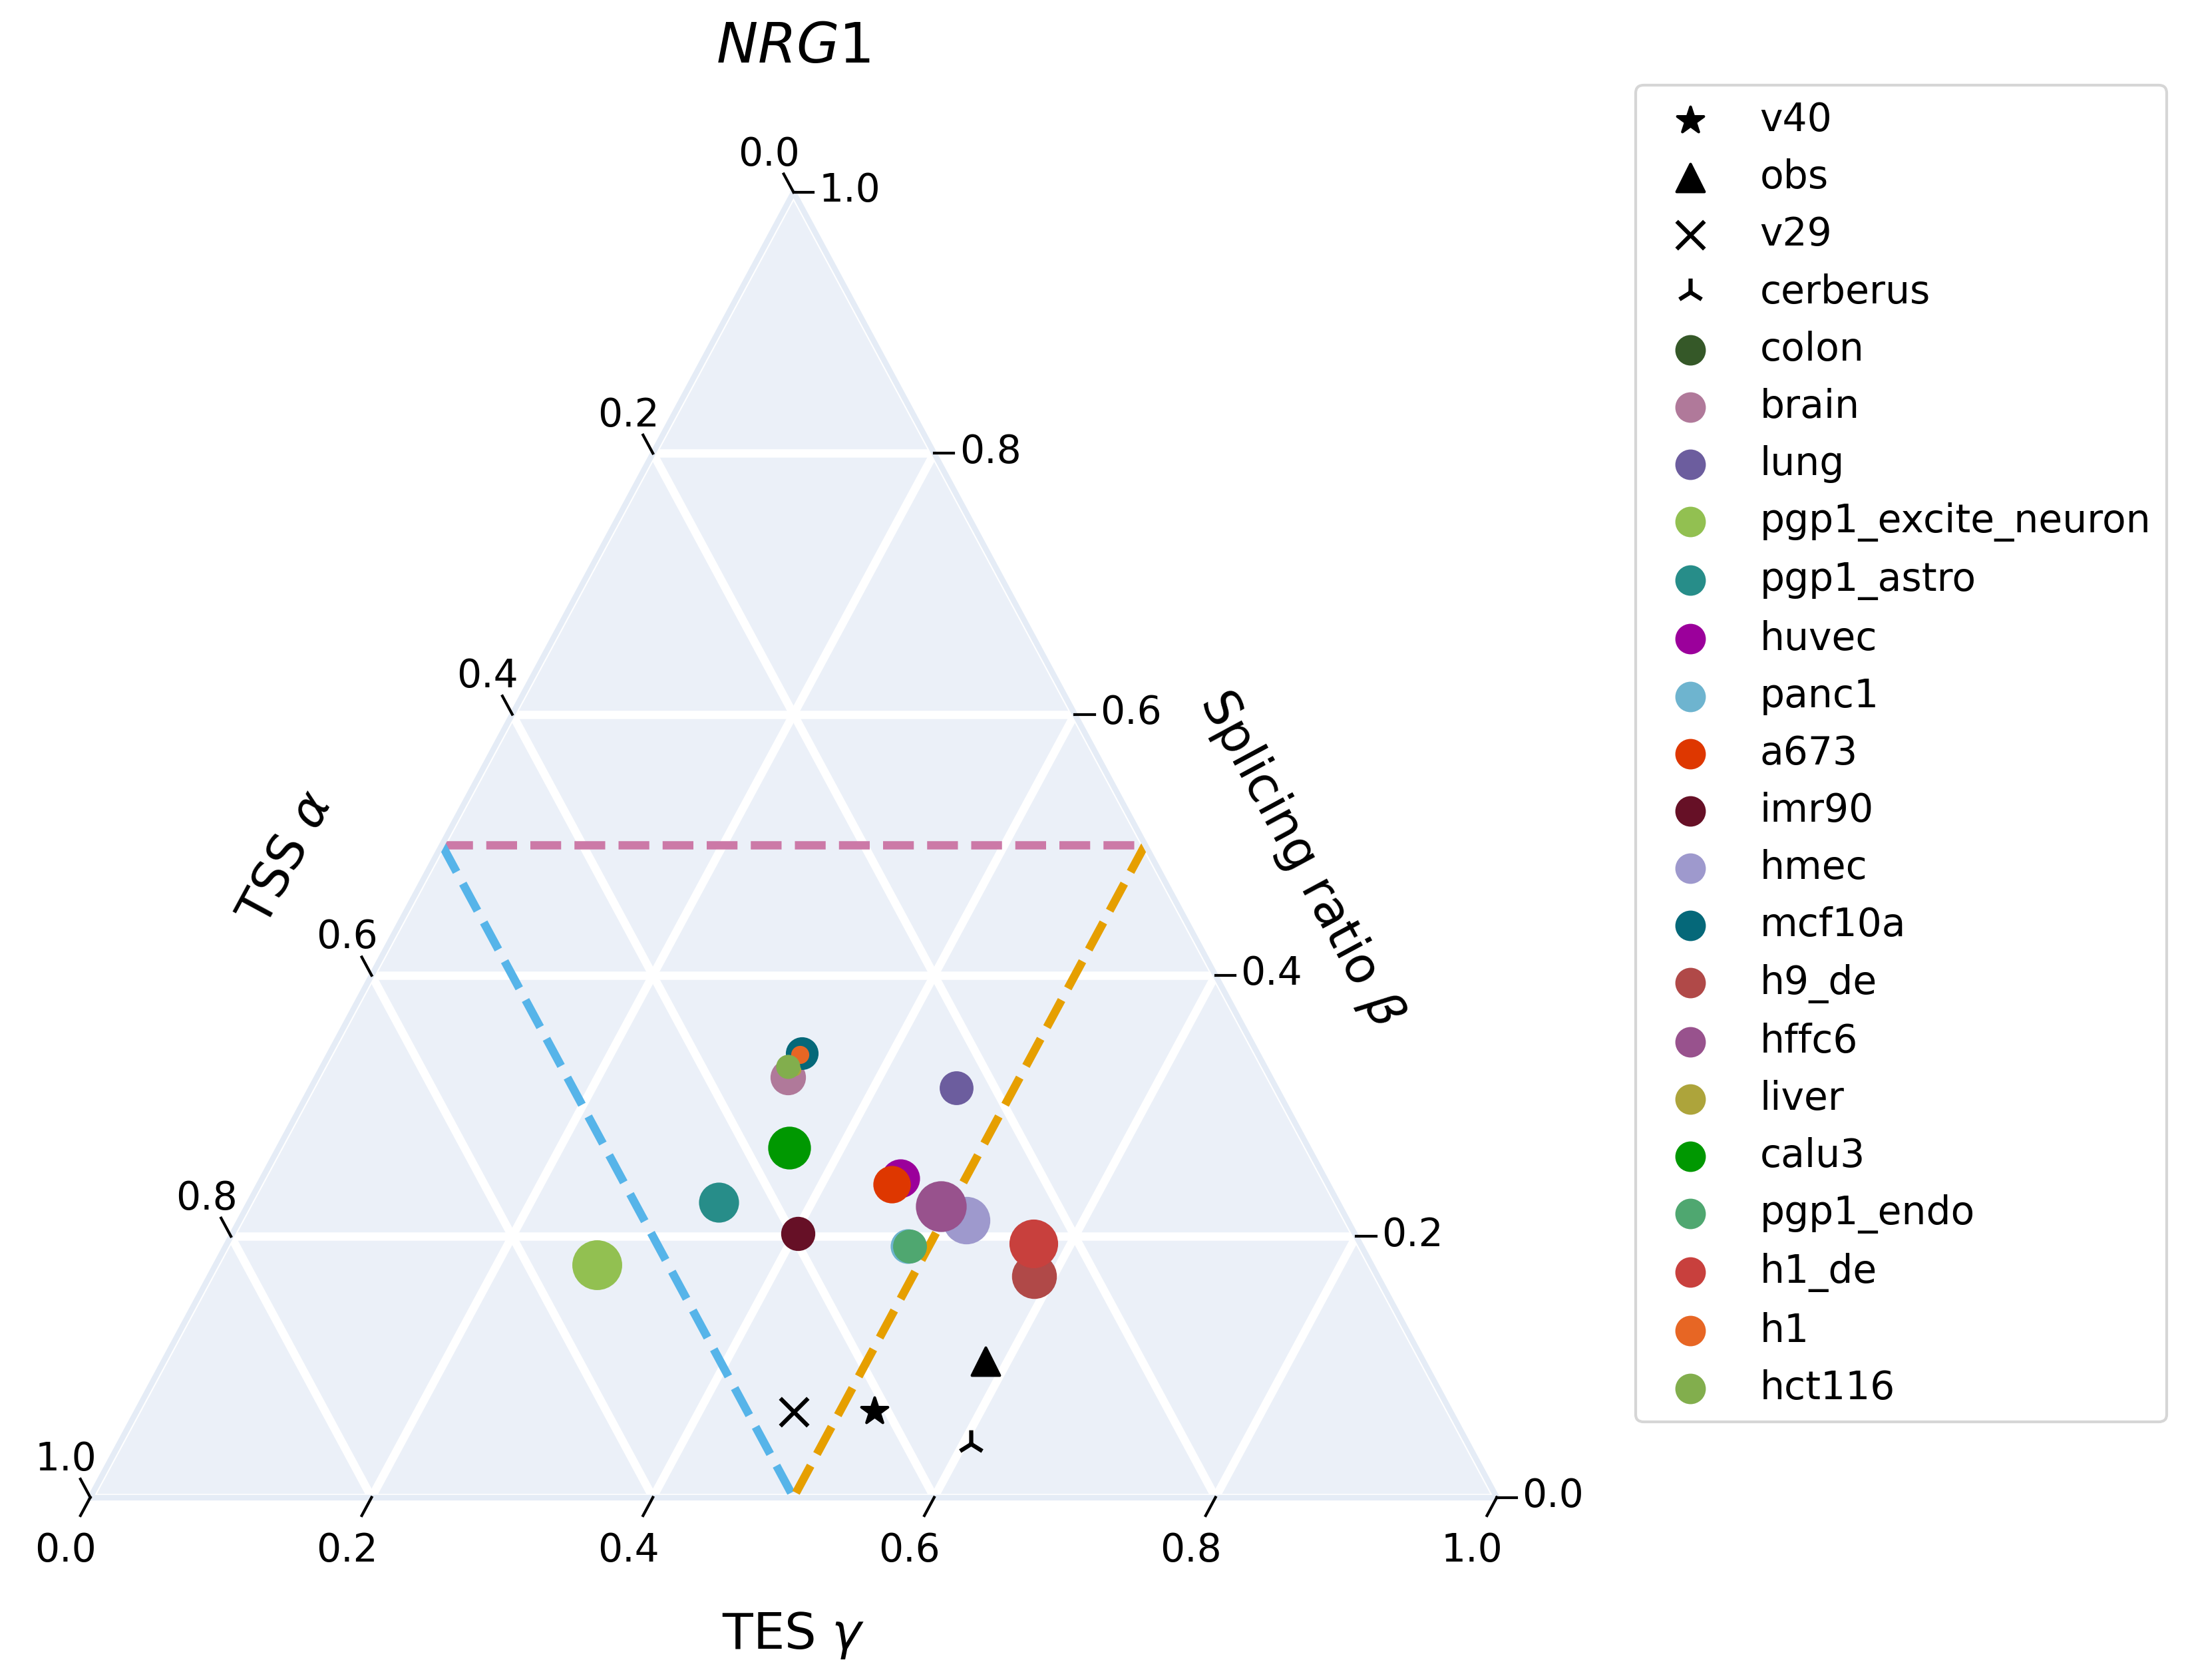 NRG1
0.0
1.0
0.2
0.8
0.4
0.6
TSS α
Splicing ratio β
0.6
0.4
0.8
0.2
1.0
0.0
0.0
0.2
0.4
0.6
0.8
1.0
TES γ
v40
obs
v29
cerberus
colon
brain
lung
pgp1_excite_neuron
pgp1_astro
huvec
panc1
a673
imr90
hmec
mcf10a
h9_de
hffc6
liver
calu3
pgp1_endo
h1_de
h1
hct116